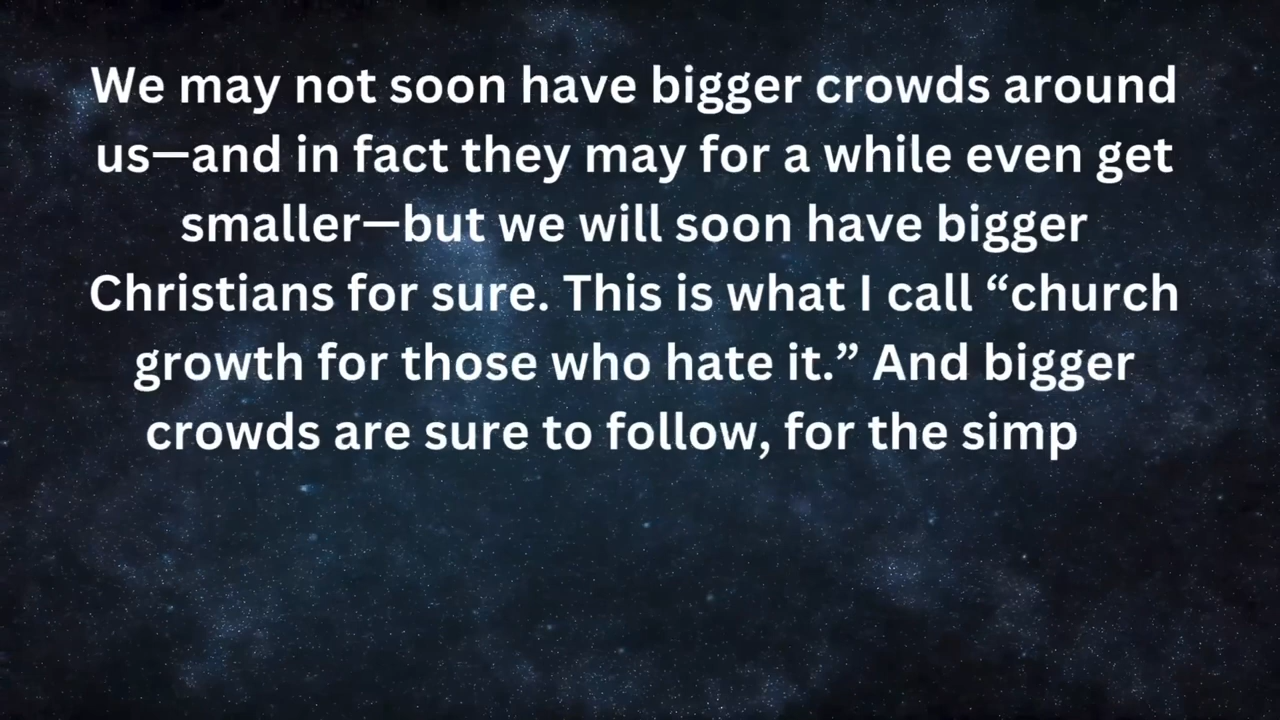 We may not soon have bigger crowds around
us—and in fact they may for a while even get
smaller—but we will soon have bigger
Christians for sure. This is what I call “church
growth for those who hate it.” And bigger
crowds are sure to follow, for the simp